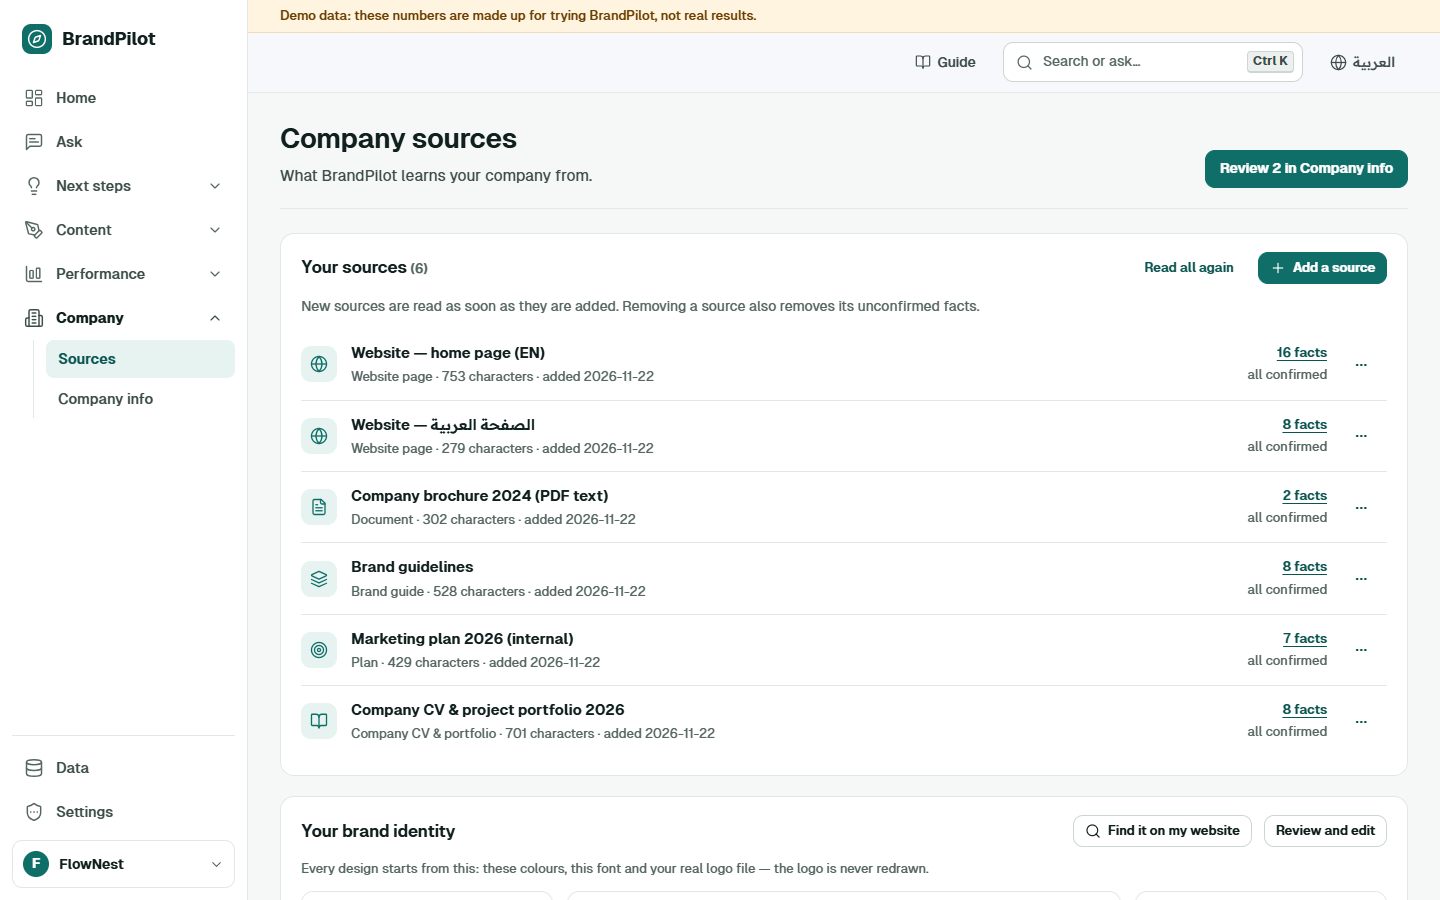 Demo data: these numbers are made up for trying BrandPilot, not real results.
BrandPilot
Guide
Search or ask...
Ctrl K
العربية
Home
Ask
Next steps
Content
Performance
Company
Sources
Company info
Data
Settings
F FlowNest
Company sources
What BrandPilot learns your company from.
Review 2 in Company info
Your sources (6)
Read all again
+ Add a source
New sources are read as soon as they are added. Removing a source also removes its unconfirmed facts.
Website — home page (EN)
Website page · 753 characters · added 2026-11-22
16 facts
all confirmed
...
Website — الصفحة العربية
Website page · 279 characters · added 2026-11-22
8 facts
all confirmed
...
Company brochure 2024 (PDF text)
Document · 302 characters · added 2026-11-22
2 facts
all confirmed
...
Brand guidelines
Brand guide · 528 characters · added 2026-11-22
8 facts
all confirmed
...
Marketing plan 2026 (internal)
Plan · 429 characters · added 2026-11-22
7 facts
all confirmed
...
Company CV & project portfolio 2026
Company CV & portfolio · 701 characters · added 2026-11-22
8 facts
all confirmed
...
Your brand identity
Find it on my website
Review and edit
Every design starts from this: these colours, this font and your real logo file — the logo is never redrawn.